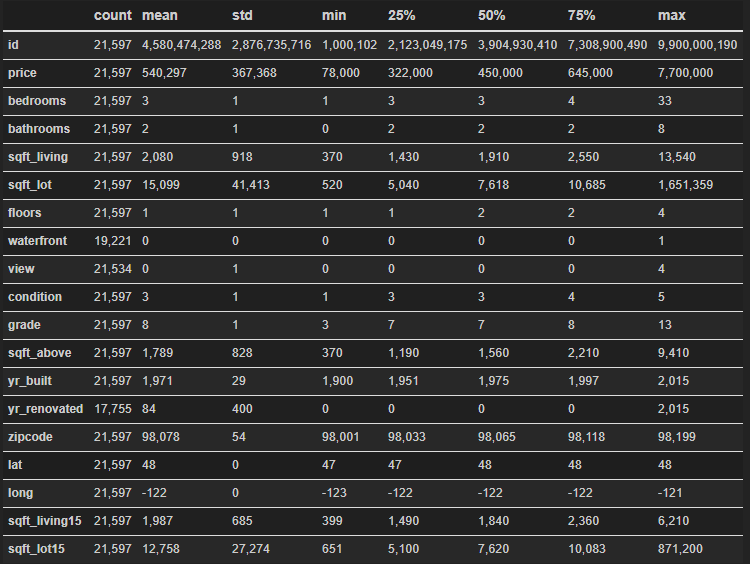 count mean std min 25% 50% 75% max
id 21,597 4,580,474,288 2,876,735,716 1,000,102 2,123,049,175 3,904,930,410 7,308,900,490 9,900,000,190
price 21,597 540,297 367,368 78,000 322,000 450,000 645,000 7,700,000
bedrooms 21,597 3 1 1 3 3 4 33
bathrooms 21,597 2 1 0 2 2 2 8
sqft_living 21,597 2,080 918 370 1,430 1,910 2,550 13,540
sqft_lot 21,597 15,099 41,413 520 5,040 7,618 10,685 1,651,359
floors 21,597 1 1 1 1 2 2 4
waterfront 19,221 0 0 0 0 0 0 1
view 21,534 0 1 0 0 0 0 4
condition 21,597 3 1 1 3 3 4 5
grade 21,597 8 1 3 7 7 8 13
sqft_above 21,597 1,789 828 370 1,190 1,560 2,210 9,410
yr_built 21,597 1,971 29 1,900 1,951 1,975 1,997 2,015
yr_renovated 17,755 84 400 0 0 0 0 2,015
zipcode 21,597 98,078 54 98,001 98,033 98,065 98,118 98,199
lat 21,597 48 0 47 47 48 48 48
long 21,597 -122 0 -123 -122 -122 -122 -121
sqft_living15 21,597 1,987 685 399 1,490 1,840 2,360 6,210
sqft_lot15 21,597 12,758 27,274 651 5,100 7,620 10,083 871,200